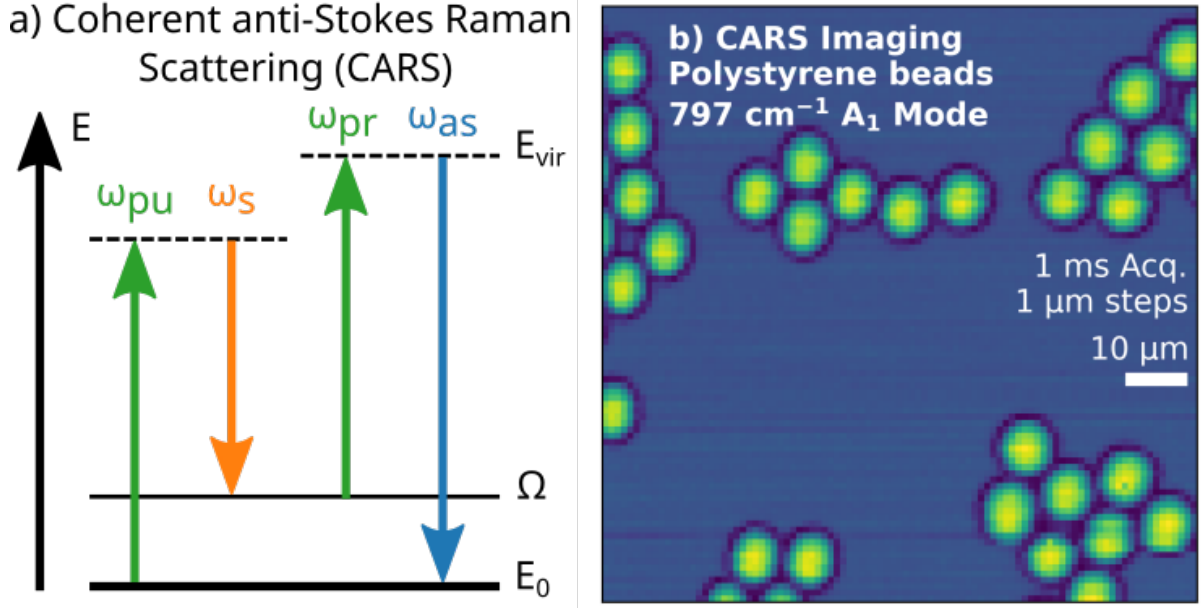 a) Coherent anti-Stokes Raman
Scattering (CARS)
E
ωpu
ωs
ωpr
ωas
Evir
Ω
E0
b) CARS Imaging
Polystyrene beads
797 cm⁻¹ A₁ Mode
1 ms Acq.
1 μm steps
10 μm